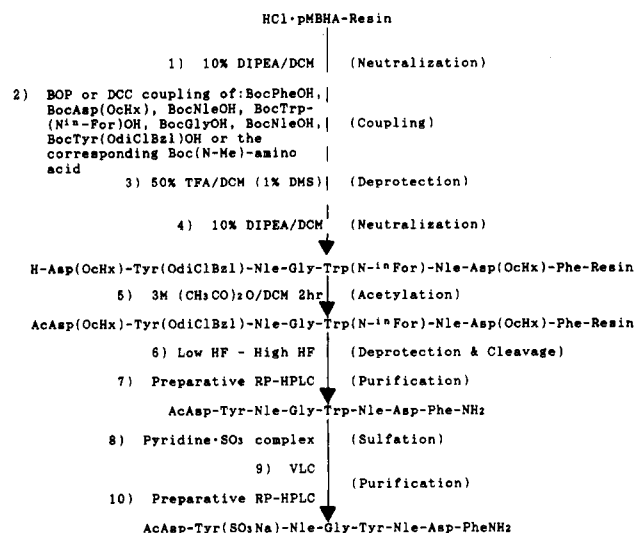 HCl·pMBHA-Resin
1) 10% DIPEA/DCM (Neutralization)
2) BOP or DCC coupling of:BocPheOH,
BocAsp(OcHx), BocNleOH, BocTrp-
(Nⁱⁿ-For)OH, BocGlyOH, BocNleOH, (Coupling)
BocTyr(OdiClBzl)OH or the
corresponding Boc(N-Me)-amino
acid
3) 50% TFA/DCM (1% DMS) (Deprotection)
4) 10% DIPEA/DCM (Neutralization)
H-Asp(OcHx)-Tyr(OdiClBzl)-Nle-Gly-Trp(N-ⁱⁿFor)-Nle-Asp(OcHx)-Phe-Resin
5) 3M (CH₃CO)₂O/DCM 2hr (Acetylation)
AcAsp(OcHx)-Tyr(OdiClBzl)-Nle-Gly-Trp(N-ⁱⁿFor)-Nle-Asp(OcHx)-Phe-Resin
6) Low HF - High HF (Deprotection & Cleavage)
7) Preparative RP-HPLC (Purification)
AcAsp-Tyr-Nle-Gly-Trp-Nle-Asp-Phe-NH₂
8) Pyridine·SO₃ complex (Sulfation)
9) VLC
(Purification)
10) Preparative RP-HPLC
AcAsp-Tyr(SO₃Na)-Nle-Gly-Tyr-Nle-Asp-PheNH₂